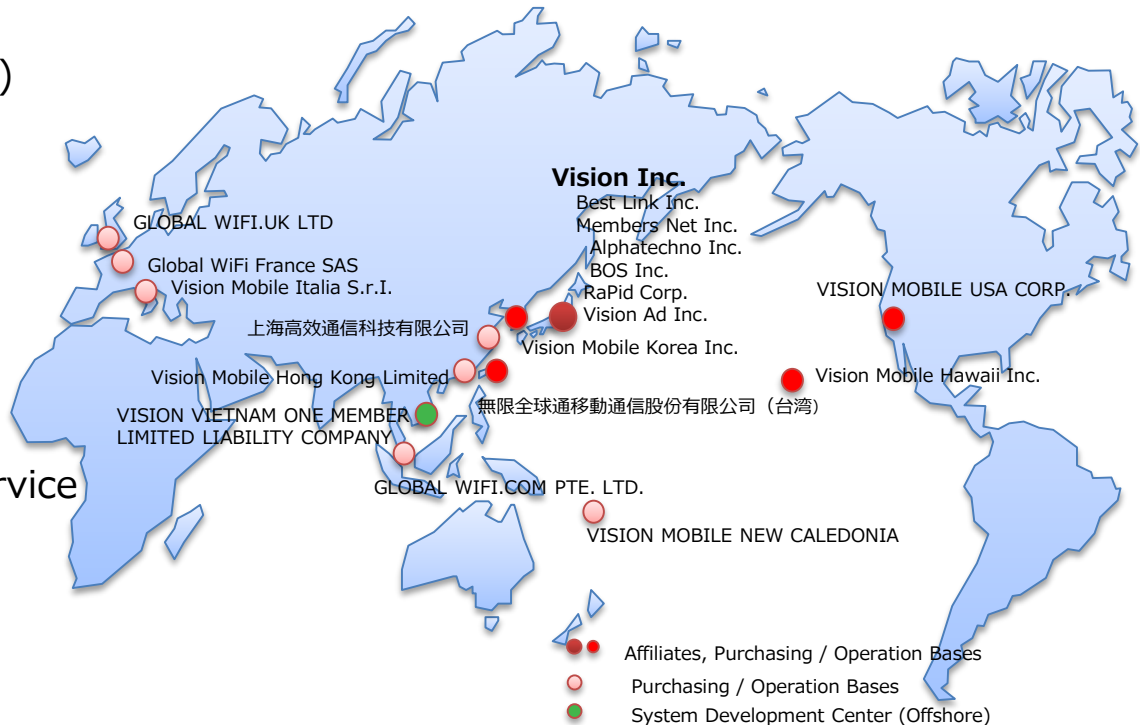 )
Vision Inc.
Best Link Inc.
Members Net Inc.
Alphatechno Inc.
BOS Inc.
RaPid Corp.
Vision Ad Inc.
GLOBAL WIFI.UK LTD
Global WiFi France SAS
Vision Mobile Italia S.r.I.
VISION MOBILE USA CORP.
上海高效通信科技有限公司
Vision Mobile Korea Inc.
Vision Mobile Hong Kong Limited
Vision Mobile Hawaii Inc.
無限全球通移動通信股份有限公司（台湾）
VISION VIETNAM ONE MEMBER
LIMITED LIABILITY COMPANY
rvice
GLOBAL WIFI.COM PTE. LTD.
VISION MOBILE NEW CALEDONIA
Affiliates, Purchasing / Operation Bases
Purchasing / Operation Bases
System Development Center (Offshore)